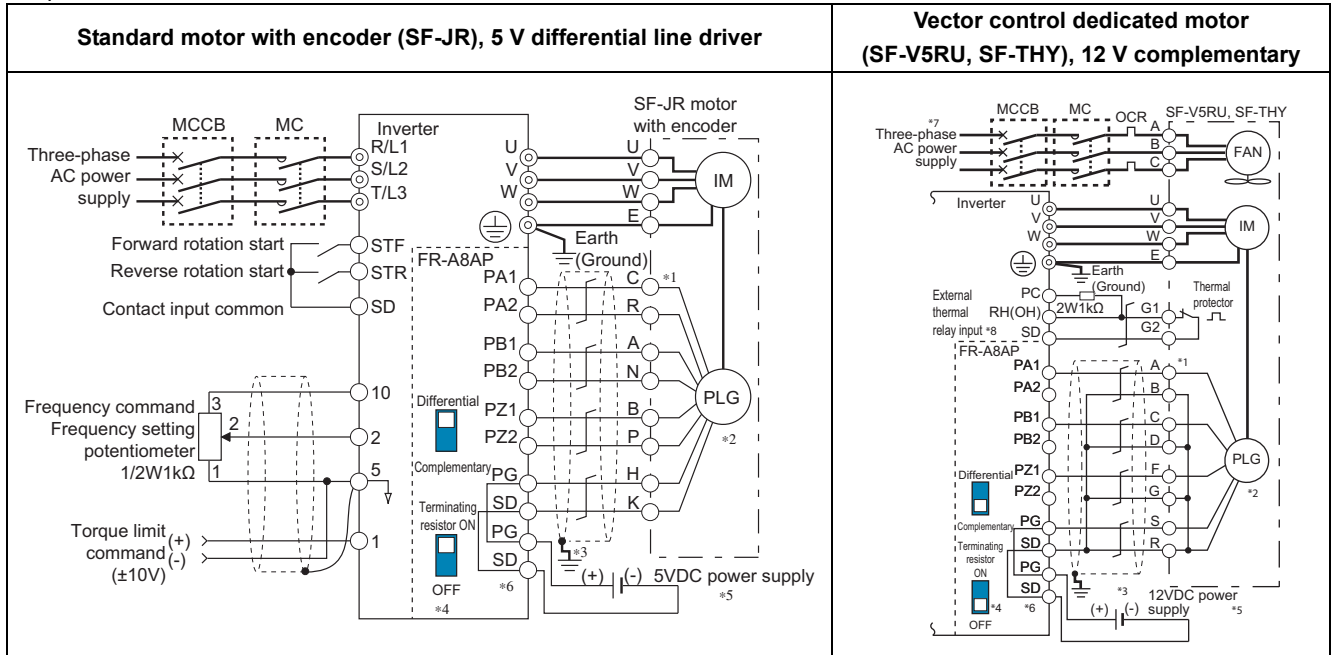 Standard motor with encoder (SF-JR), 5 V differential line driver
Vector control dedicated motor
(SF-V5RU, SF-THY), 12 V complementary
MCCB
MC
Inverter
SF-JR motor
with encoder
Three-phase
AC power
supply
R/L1
S/L2
T/L3
U
V
W
U
V
W
E
IM
Earth
(Ground)
Forward rotation start
Reverse rotation start
Contact input common
STF
STR
SD
FR-A8AP
PA1
PA2
PB1
PB2
PZ1
PZ2
PG
SD
PG
SD
C
R
A
N
B
P
H
K
*1
PLG
*2
Differential
Complementary
Terminating
resistor ON
OFF
*4
*6
*3
Frequency command
Frequency setting
potentiometer
1/2W1kΩ
3
2
1
10
2
5
1
Torque limit
command
(±10V)
(+)
(-)
(+)
(-)
5VDC power supply
*5
*7
Three-phase
AC power
supply
MCCB
MC
OCR
SF-V5RU, SF-THY
A
B
C
FAN
Inverter
U
V
W
U
V
W
E
IM
Earth
(Ground)
External
thermal
relay input *8
PC
RH(OH)
SD
2W1kΩ
G1
G2
Thermal
protector
FR-A8AP
PA1
PA2
PB1
PB2
PZ1
PZ2
PG
SD
PG
SD
A
B
C
D
F
G
S
R
*1
PLG
*2
Differential
Complementary
Terminating
resistor
ON
OFF
*4
*6
*3
(+)
(-)
12VDC power
supply
*5